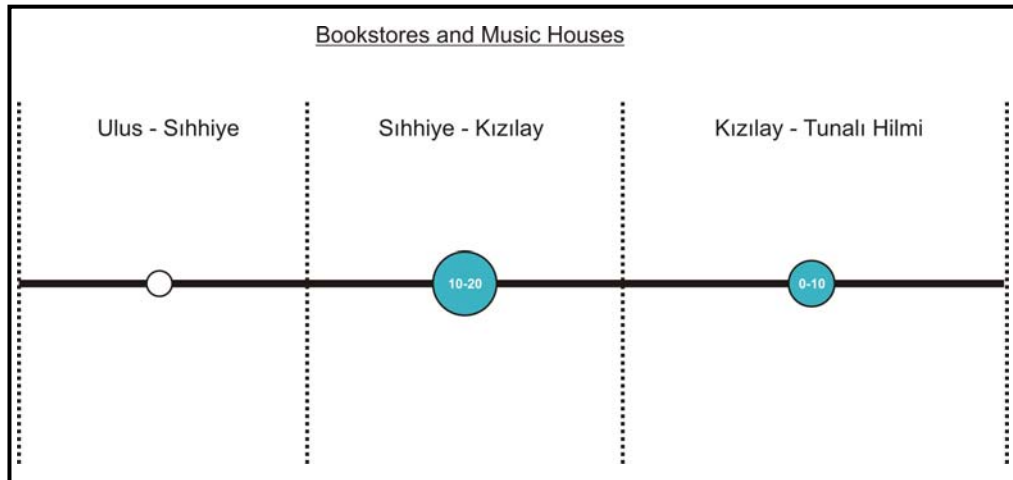 Bookstores and Music Houses
Ulus - Sıhhiye
Sıhhiye - Kızılay
Kızılay - Tunalı Hilmi
10-20
0-10